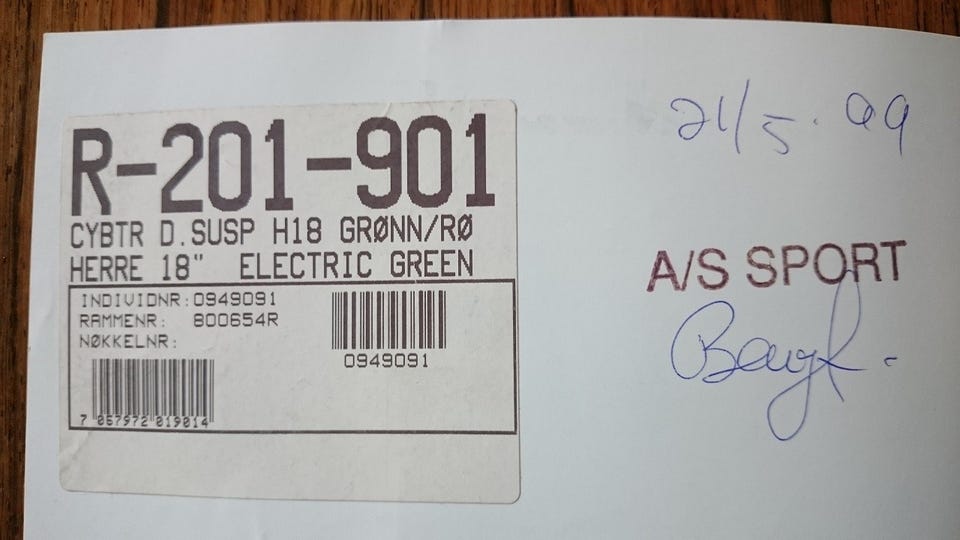 R-201-901
CYBTR D.SUSP H18 GRØNN/RØ
HERRE 18" ELECTRIC GREEN
INDIVIDNR:0949091
RAMMENR: 800654R
NØKKELNR:
0949091
7 057972 019014
21/5.99
A/S SPORT